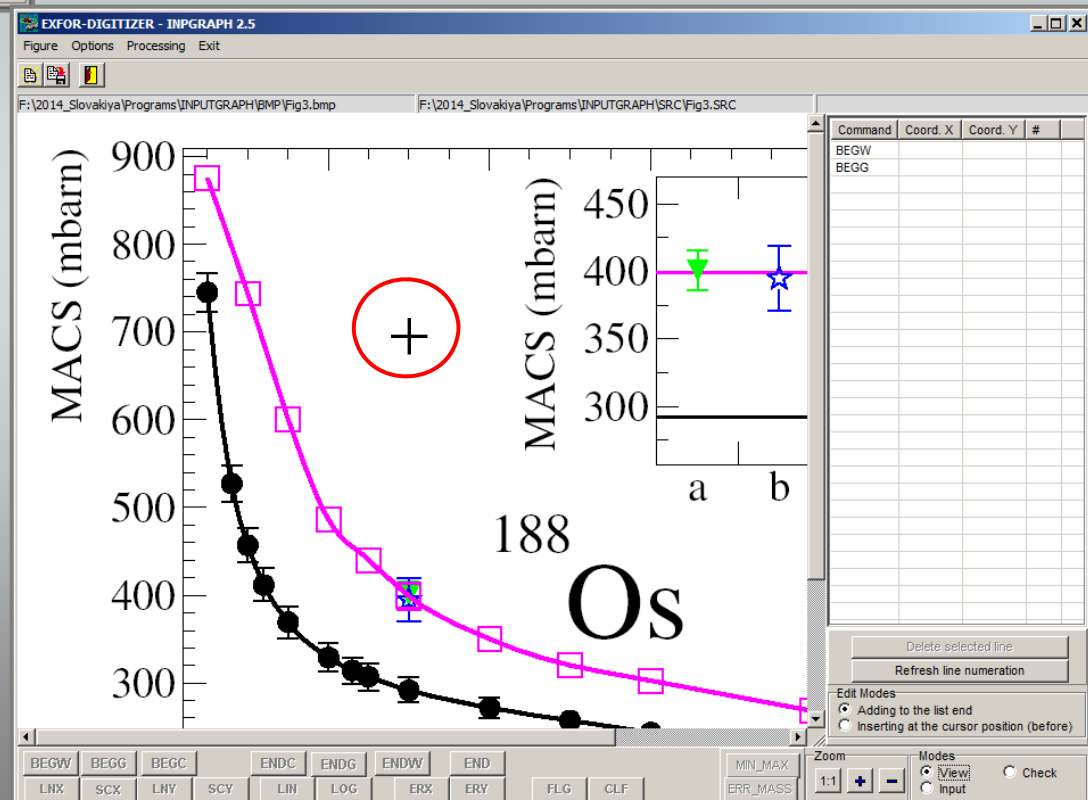 EXFOR-DIGITIZER - INPGRAPH 2.5
Figure Options Processing Exit
F:\2014_Slovakiya\Programs\INPUTGRAPH\BMP\Fig3.bmp F:\2014_Slovakiya\Programs\INPUTGRAPH\SRC\Fig3.SRC
Command Coord. X Coord. Y #
BEGW
BEGG
MACS (mbarn)
900
800
700
600
500
400
300
MACS (mbarn)
450
400
350
300
a b
188
Os
Delete selected line
Refresh line numeration
Edit Modes
Adding to the list end
Inserting at the cursor position (before)
BEGW BEGG BEGC ENDC ENDG ENDW END MIN_MAX
LNX SCX LNY SCY LIN LOG ERX ERY FLG CLF ERR_MASS
Zoom
1:1 + −
Modes
View Check
Input